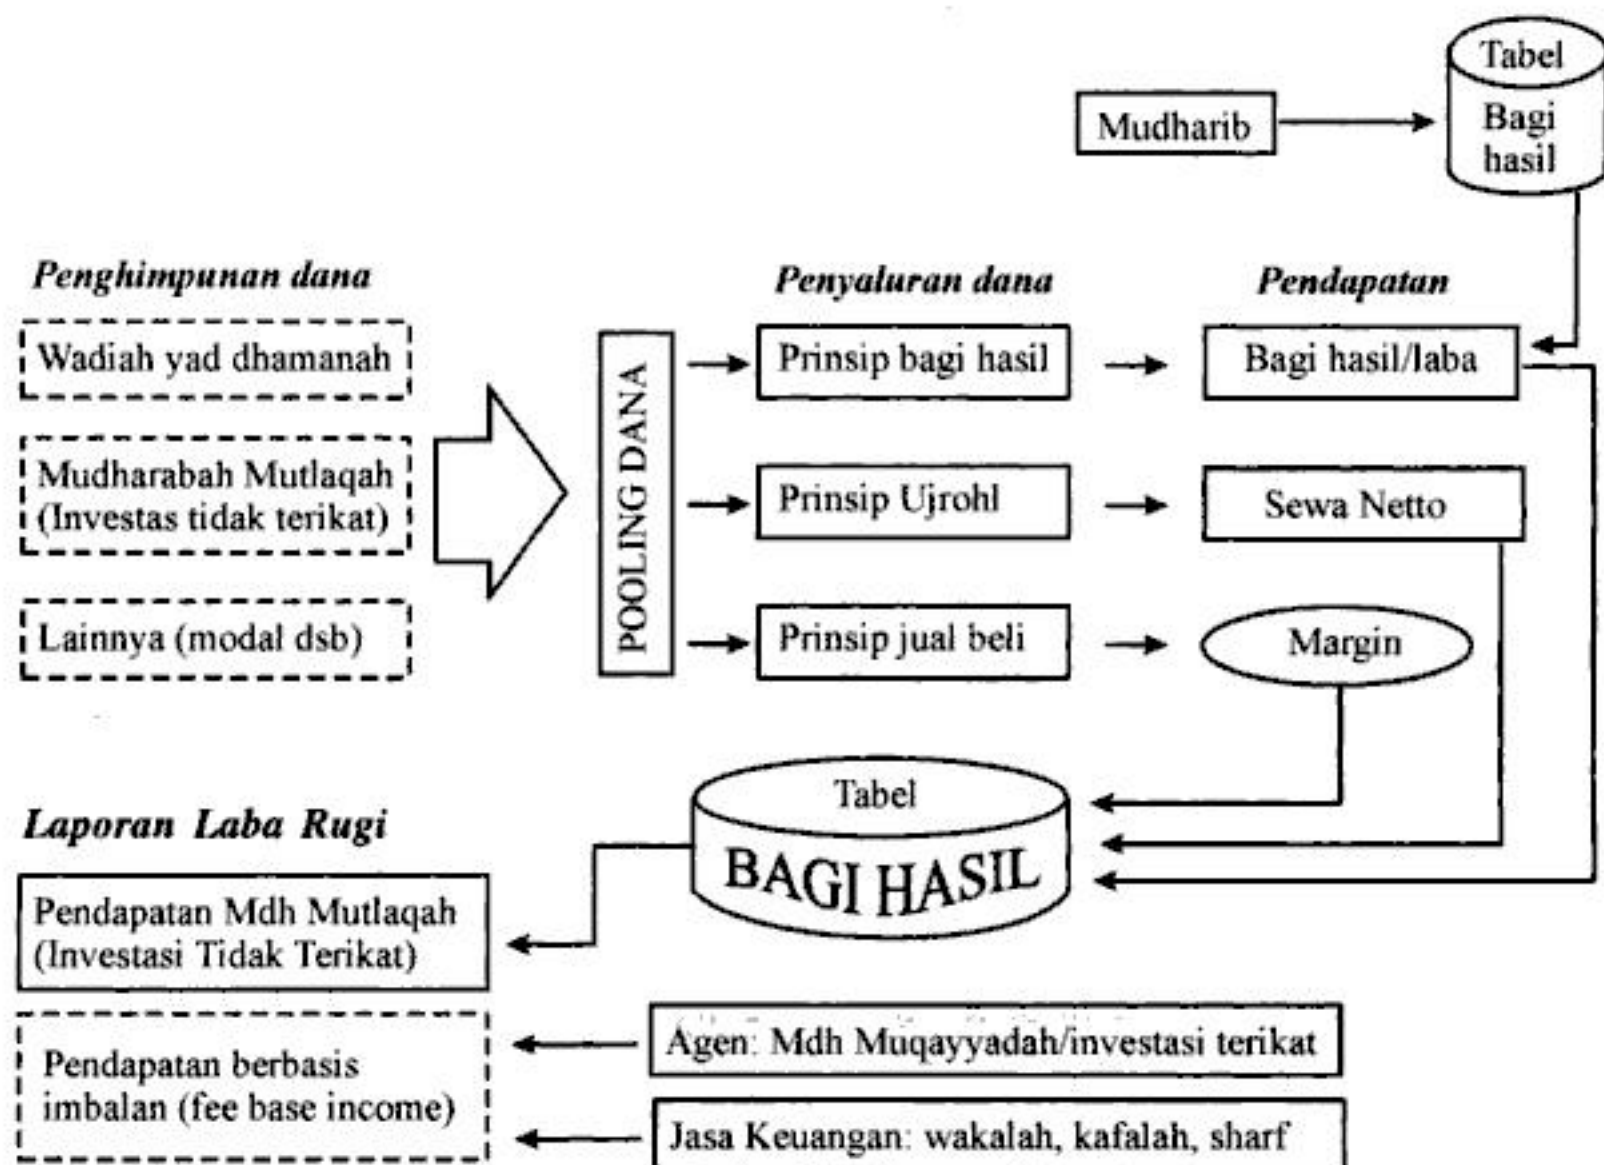 Tabel
Bagi
hasil
Mudharib
Penghimpunan dana
Penyaluran dana
Pendapatan
Wadiah yad dhamanah
Mudharabah Mutlaqah
(Investas tidak terikat)
Lainnya (modal dsb)
POOLING DANA
Prinsip bagi hasil
Bagi hasil/laba
Prinsip Ujrohl
Sewa Netto
Prinsip jual beli
Margin
Tabel
BAGI HASIL
Laporan Laba Rugi
Pendapatan Mdh Mutlaqah
(Investasi Tidak Terikat)
Pendapatan berbasis
imbalan (fee base income)
Agen: Mdh Muqayyadah/investasi terikat
Jasa Keuangan: wakalah, kafalah, sharf